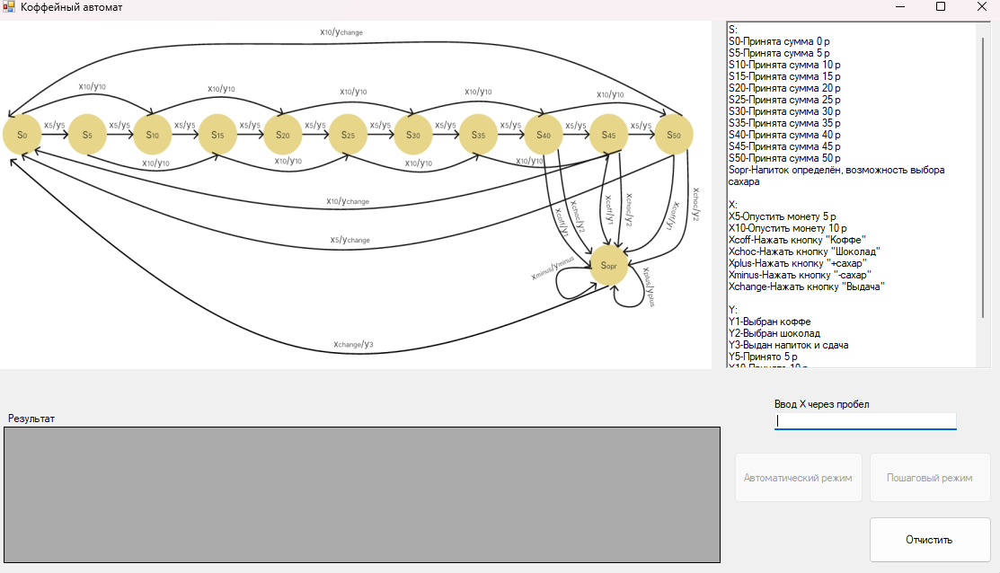 Коффейный автомат
x10/ychange
x10/y10 x10/y10 x10/y10 x10/y10 x10/y10
S0 x5/y5 S5 x5/y5 S10 x5/y5 S15 x5/y5 S20 x5/y5 S25 x5/y5 S30 x5/y5 S35 x5/y5 S40 x5/y5 S45 x5/y5 S50
x10/y10 x10/y10 x10/y10 x10/y10
x10/ychange
x5/ychange
xcoff/y1 xchoc/y2 xcoff/y1 xchoc/y2 xcoff/y1 xchoc/y2
Sopr
xminus/yminus xplus/yplus
xchange/y3
S:
S0-Принята сумма 0 р
S5-Принята сумма 5 р
S10-Принята сумма 10 р
S15-Принята сумма 15 р
S20-Принята сумма 20 р
S25-Принята сумма 25 р
S30-Принята сумма 30 р
S35-Принята сумма 35 р
S40-Принята сумма 40 р
S45-Принята сумма 45 р
S50-Принята сумма 50 р
Sopr-Напиток определён, возможность выбора
сахара
X:
X5-Опустить монету 5 р
X10-Опустить монету 10 р
Xcoff-Нажать кнопку "Коффе"
Xchoc-Нажать кнопку "Шоколад"
Xplus-Нажать кнопку "+сахар"
Xminus-Нажать кнопку "-сахар"
Xchange-Нажать кнопку "Выдача"
Y:
Y1-Выбран коффе
Y2-Выбран шоколад
Y3-Выдан напиток и сдача
Y5-Принято 5 р
Y10-Принято 10 р
Ввод X через пробел
Результат
Автоматический режим
Пошаговый режим
Отчистить